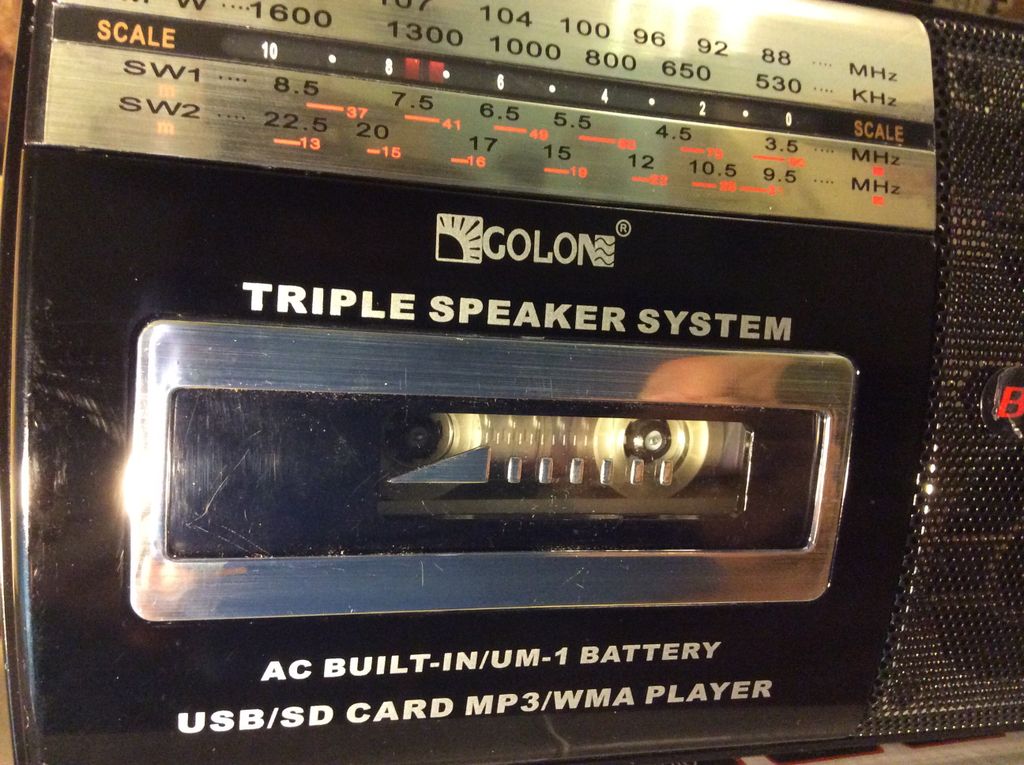 107 104 100 96 92 88 .... MHz
W ....1600 1300 1000 800 650 530 .... KHz
SCALE 10 • 8 • 6 • 4 • 2 • 0 SCALE
SW1 .... 8.5 7.5 6.5 5.5 4.5 3.5 .... MHz
m 37 41 49
SW2 .... 22.5 20 17 15 12 10.5 9.5 .... MHz
m 13 15 16 19
GOLON®
TRIPLE SPEAKER SYSTEM
AC BUILT-IN/UM-1 BATTERY
USB/SD CARD MP3/WMA PLAYER
B